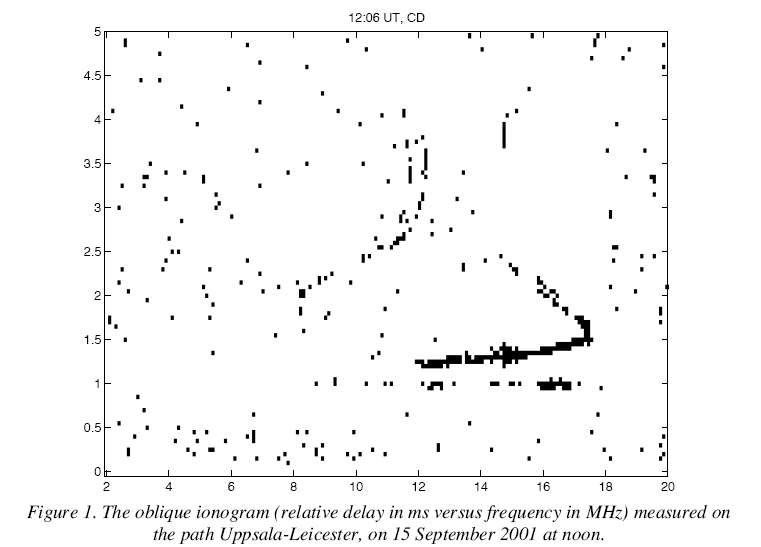 12:06 UT, CD
5
4.5
4
3.5
3
2.5
2
1.5
1
0.5
0
2 4 6 8 10 12 14 16 18 20
Figure 1. The oblique ionogram (relative delay in ms versus frequency in MHz) measured on
the path Uppsala-Leicester, on 15 September 2001 at noon.